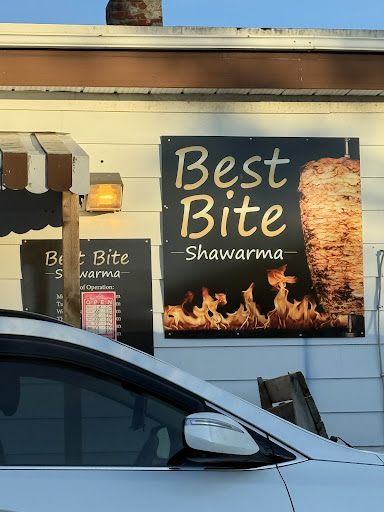 Best
Bite
Shawarma
Best Bite
Shawarma
of Operation:
OPEN